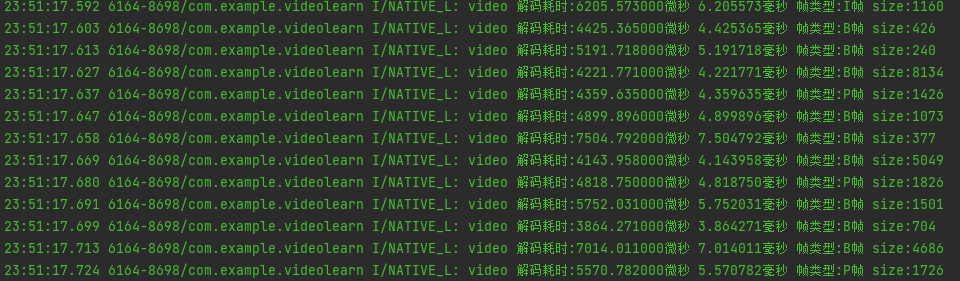 23:51:17.592 6164-8698/com.example.videolearn I/NATIVE_L: video 解码耗时:6205.573000微秒 6.205573毫秒 帧类型:I帧 size:1160
23:51:17.603 6164-8698/com.example.videolearn I/NATIVE_L: video 解码耗时:4425.365000微秒 4.425365毫秒 帧类型:B帧 size:426
23:51:17.613 6164-8698/com.example.videolearn I/NATIVE_L: video 解码耗时:5191.718000微秒 5.191718毫秒 帧类型:B帧 size:240
23:51:17.627 6164-8698/com.example.videolearn I/NATIVE_L: video 解码耗时:4221.771000微秒 4.221771毫秒 帧类型:B帧 size:8134
23:51:17.637 6164-8698/com.example.videolearn I/NATIVE_L: video 解码耗时:4359.635000微秒 4.359635毫秒 帧类型:P帧 size:1426
23:51:17.647 6164-8698/com.example.videolearn I/NATIVE_L: video 解码耗时:4899.896000微秒 4.899896毫秒 帧类型:B帧 size:1073
23:51:17.658 6164-8698/com.example.videolearn I/NATIVE_L: video 解码耗时:7504.792000微秒 7.504792毫秒 帧类型:B帧 size:377
23:51:17.669 6164-8698/com.example.videolearn I/NATIVE_L: video 解码耗时:4143.958000微秒 4.143958毫秒 帧类型:B帧 size:5049
23:51:17.680 6164-8698/com.example.videolearn I/NATIVE_L: video 解码耗时:4818.750000微秒 4.818750毫秒 帧类型:P帧 size:1826
23:51:17.691 6164-8698/com.example.videolearn I/NATIVE_L: video 解码耗时:5752.031000微秒 5.752031毫秒 帧类型:B帧 size:1501
23:51:17.699 6164-8698/com.example.videolearn I/NATIVE_L: video 解码耗时:3864.271000微秒 3.864271毫秒 帧类型:B帧 size:704
23:51:17.713 6164-8698/com.example.videolearn I/NATIVE_L: video 解码耗时:7014.011000微秒 7.014011毫秒 帧类型:B帧 size:4686
23:51:17.724 6164-8698/com.example.videolearn I/NATIVE_L: video 解码耗时:5570.782000微秒 5.570782毫秒 帧类型:P帧 size:1726